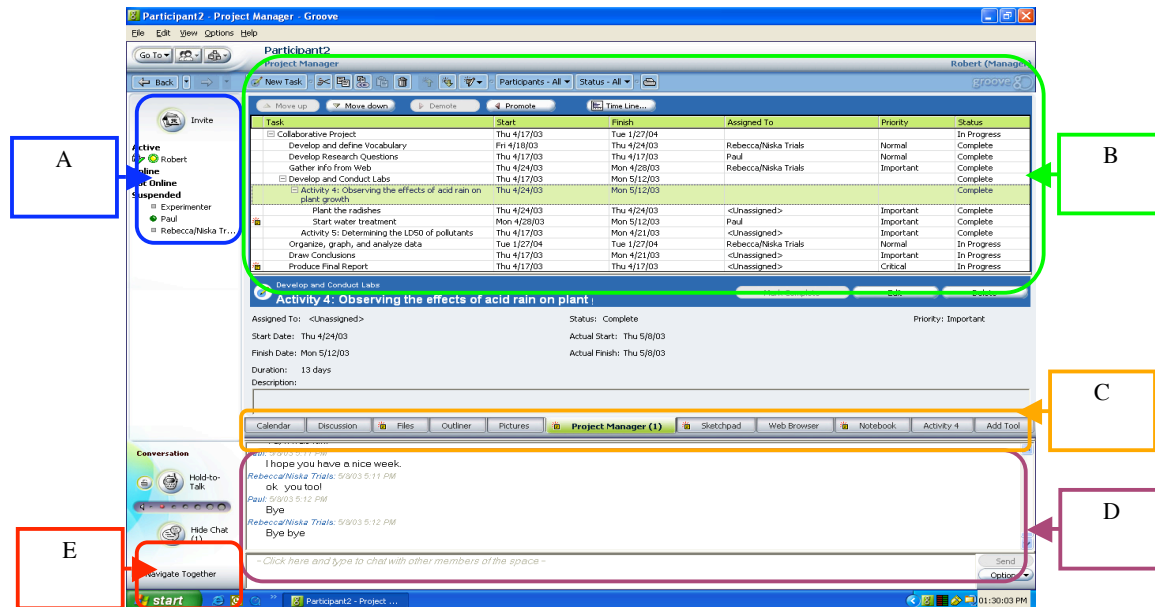 Participant2 - Project Manager - Groove
File Edit View Options Help
Go To
Participant2
Project Manager
Robert (Manager)
Back
New Task
Participants - All
Status - All
groove
Move up
Move down
Demote
Promote
Time Line...
Invite
Active
Robert
Online
Not Online
Suspended
Experimenter
Paul
Rebecca/Niska Tr...
Task Start Finish Assigned To Priority Status
Collaborative Project Thu 4/17/03 Tue 1/27/04 In Progress
Develop and define Vocabulary Fri 4/18/03 Thu 4/24/03 Rebecca/Niska Trials Normal Complete
Develop Research Questions Thu 4/17/03 Thu 4/17/03 Paul Normal Complete
Gather info from Web Thu 4/24/03 Mon 4/28/03 Rebecca/Niska Trials Important Complete
Develop and Conduct Labs Thu 4/17/03 Mon 5/12/03 Complete
Activity 4: Observing the effects of acid rain on Thu 4/24/03 Mon 5/12/03 Complete
plant growth
Plant the radishes Thu 4/24/03 Thu 4/24/03 <Unassigned> Important Complete
Start water treatment Mon 4/28/03 Mon 5/12/03 Paul Important Complete
Activity 5: Determining the LD50 of pollutants Thu 4/17/03 Mon 4/21/03 <Unassigned> Important Complete
Organize, graph, and analyze data Tue 1/27/04 Tue 1/27/04 Rebecca/Niska Trials Normal In Progress
Draw Conclusions Thu 4/17/03 Mon 4/21/03 <Unassigned> Important In Progress
Produce Final Report Thu 4/17/03 Thu 4/17/03 <Unassigned> Critical In Progress
A
B
Develop and Conduct Labs
Activity 4: Observing the effects of acid rain on plant
Mark Complete
Edit
Delete
Assigned To: <Unassigned> Status: Complete Priority: Important
Start Date: Thu 4/24/03 Actual Start: Thu 5/8/03
Finish Date: Mon 5/12/03 Actual Finish: Thu 5/8/03
Duration: 13 days
Description:
C
Calendar Discussion Files Outliner Pictures Project Manager (1) Sketchpad Web Browser Notebook Activity 4 Add Tool
Conversation
Hold-to-
Talk
Hide Chat
(1)
Navigate Together
Paul: 5/8/03 5:11 PM
I hope you have a nice week.
Rebecca/Niska Trials: 5/8/03 5:11 PM
ok you too!
Paul: 5/8/03 5:12 PM
Bye
Rebecca/Niska Trials: 5/8/03 5:12 PM
Bye bye
D
E
-Click here and type to chat with other members of the space-
Send
Options
start
Participant2 - Project ...
01:30:03 PM